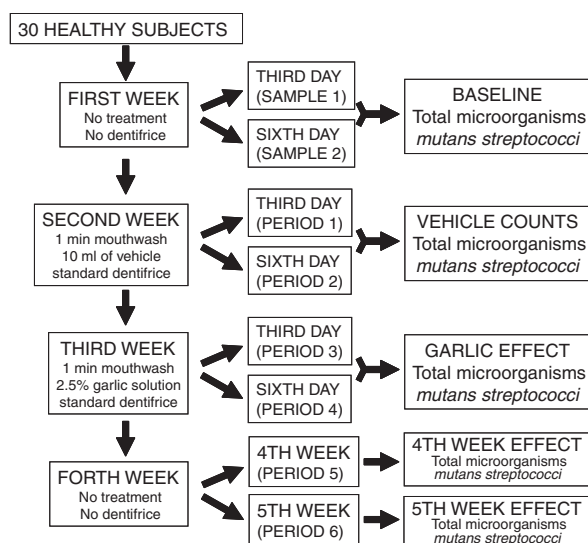 30 HEALTHY SUBJECTS
FIRST WEEK
No treatment
No dentifrice
THIRD DAY
(SAMPLE 1)
SIXTH DAY
(SAMPLE 2)
BASELINE
Total microorganisms
mutans streptococci
SECOND WEEK
1 min mouthwash
10 ml of vehicle
standard dentifrice
THIRD DAY
(PERIOD 1)
SIXTH DAY
(PERIOD 2)
VEHICLE COUNTS
Total microorganisms
mutans streptococci
THIRD WEEK
1 min mouthwash
2.5% garlic solution
standard dentifrice
THIRD DAY
(PERIOD 3)
SIXTH DAY
(PERIOD 4)
GARLIC EFFECT
Total microorganisms
mutans streptococci
FORTH WEEK
No treatment
No dentifrice
4TH WEEK
(PERIOD 5)
4TH WEEK EFFECT
Total microorganisms
mutans streptococci
5TH WEEK
(PERIOD 6)
5TH WEEK EFFECT
Total microorganisms
mutans streptococci